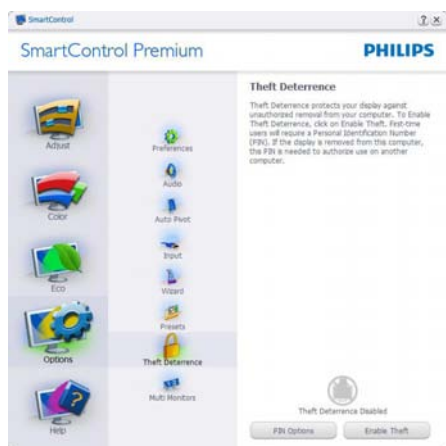 SmartControl
SmartControl Premium
PHILIPS
Adjust
Color
Eco
Options
Help
Preferences
Audio
Auto Pivot
Input
Wizard
Presets
Theft Deterrence
Multi Monitors
Theft Deterrence
Theft Deterrence protects your display against
unauthorized removal from your computer. To Enable
Theft Deterrence, click on Enable Theft. First-time
users will require a Personal Identification Number
(PIN). If the display is removed from this computer,
the PIN is needed to authorize use on another
computer.
Theft Deterrence Disabled
PIN Options
Enable Theft